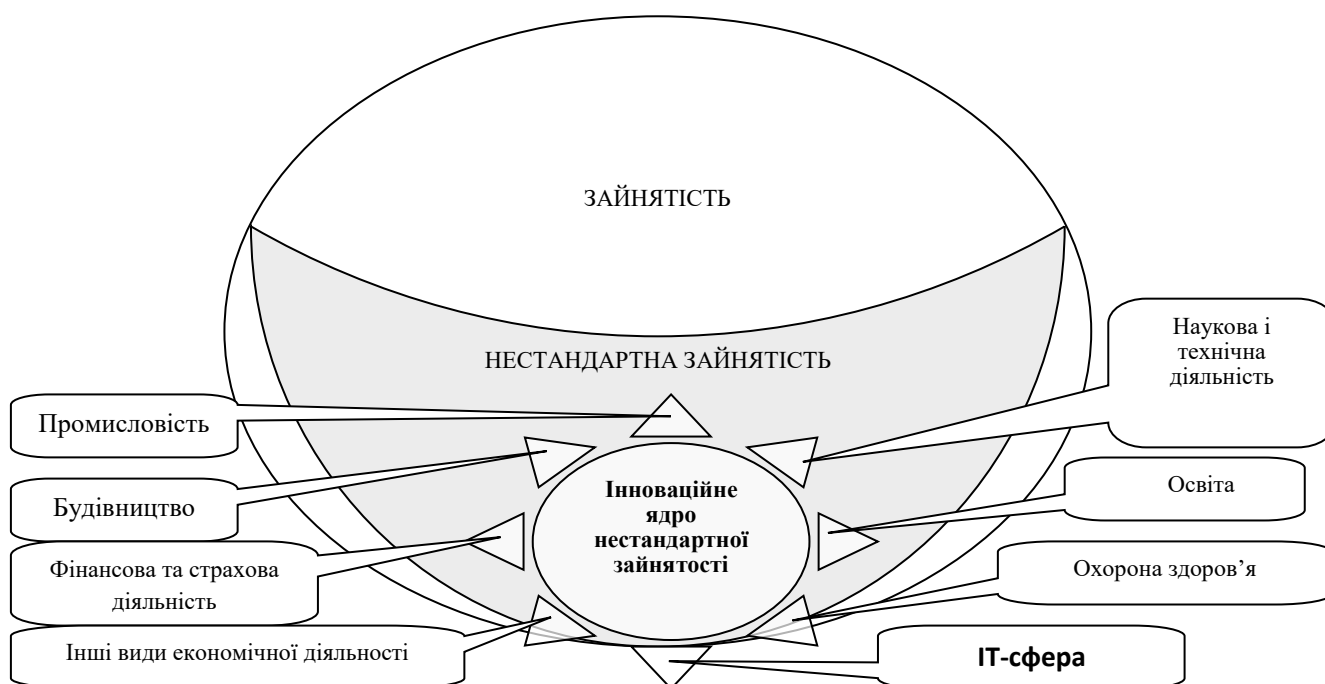 ЗАЙНЯТІСТЬ
НЕСТАНДАРТНА ЗАЙНЯТІСТЬ
Наукова і
технічна
діяльність
Промисловість
Будівництво
Інноваційне
ядро
нестандартної
зайнятості
Освіта
Фінансова та страхова
діяльність
Охорона здоров’я
Інші види економічної діяльності
ІТ-сфера